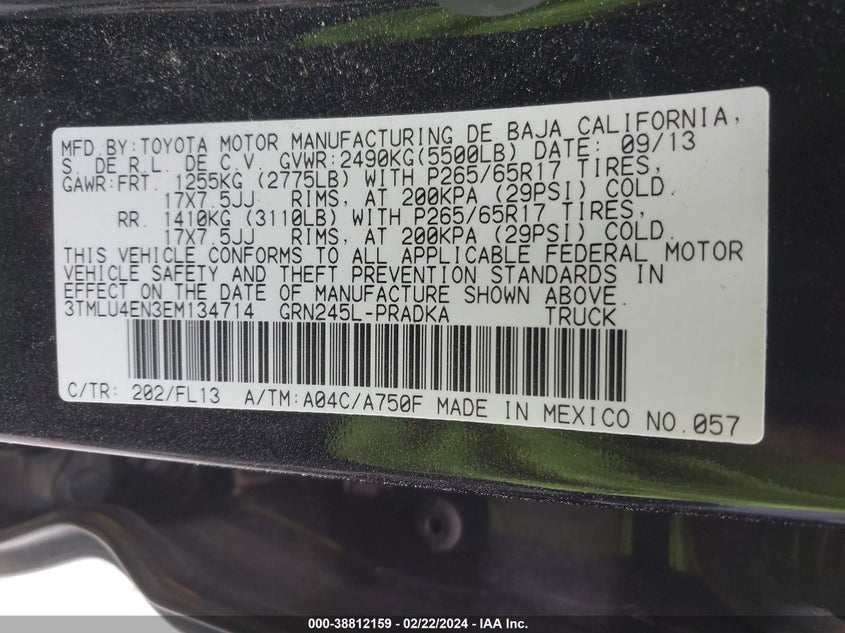 MFD.BY:TOYOTA MOTOR MANUFACTURING DE BAJA CALIFORNIA,
S. DE R.L. DE C.V. GVWR:2490KG(5500LB) DATE: 09/13
GAWR:FRT. 1255KG (2775LB) WITH P265/65R17 TIRES,
17X7.5JJ RIMS, AT 200KPA (29PSI) COLD.
RR. 1410KG (3110LB) WITH P265/65R17 TIRES,
17X7.5JJ RIMS, AT 200KPA (29PSI) COLD.
THIS VEHICLE CONFORMS TO ALL APPLICABLE FEDERAL MOTOR
VEHICLE SAFETY AND THEFT PREVENTION STANDARDS IN
EFFECT ON THE DATE OF MANUFACTURE SHOWN ABOVE.
3TMLU4EN3EM134714 GRN245L-PRADKA TRUCK
C/TR: 202/FL13 A/TM:A04C/A750F MADE IN MEXICO NO.057
000-38812159 - 02/22/2024 - IAA Inc.